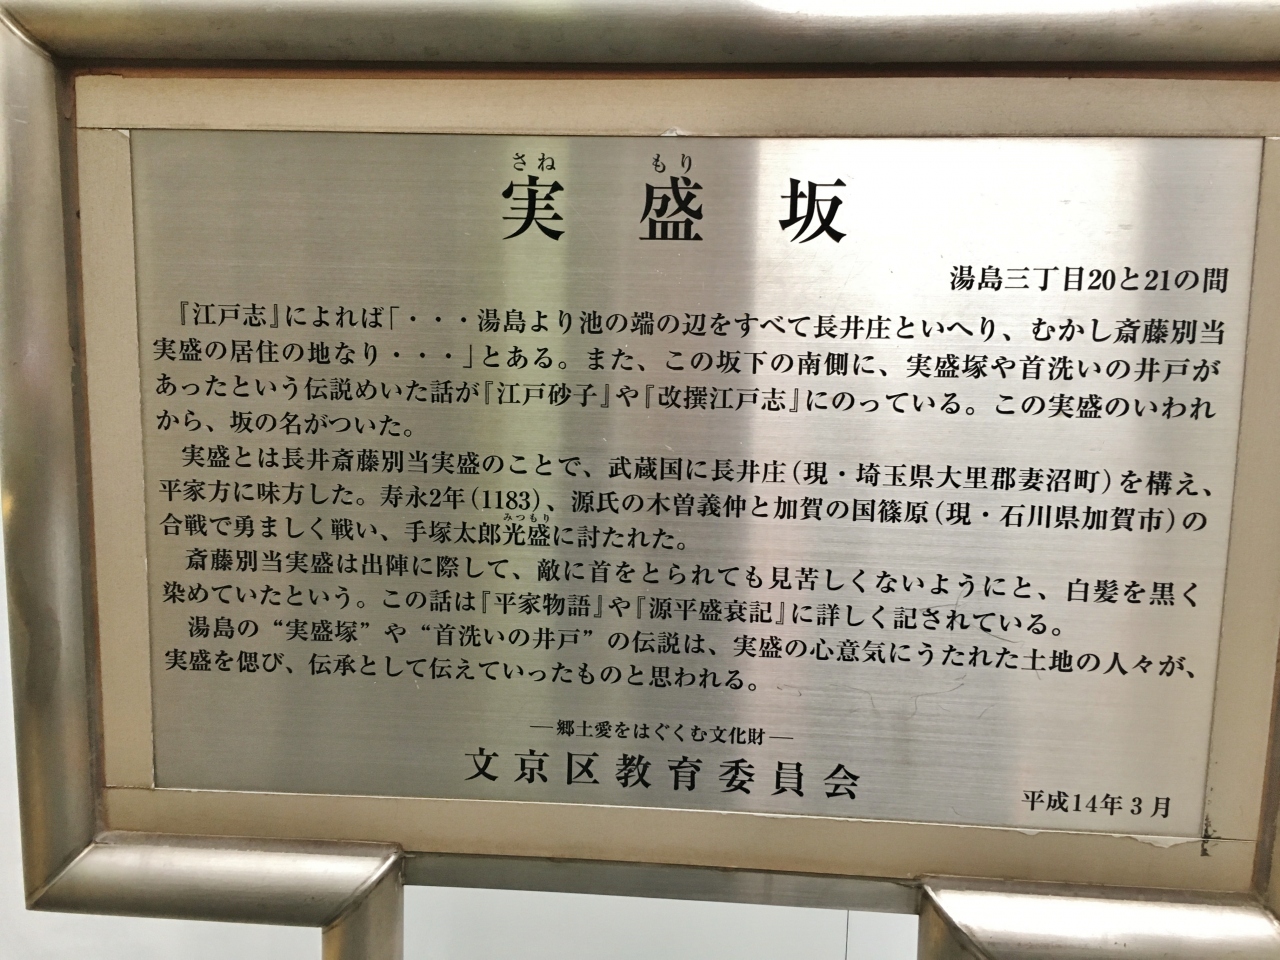 さね もり
実盛坂
湯島三丁目20と21の間
『江戸志』によれば「・・・湯島より池の端の辺をすべて長井庄といへり、むかし斎藤別当
実盛の居住の地なり・・・」とある。また、この坂下の南側に、実盛塚や首洗いの井戸が
あったという伝説めいた話が『江戸砂子』や『改撰江戸志』にのっている。この実盛のいわれ
から、坂の名がついた。
実盛とは長井斎藤別当実盛のことで、武蔵国に長井庄(現・埼玉県大里郡妻沼町)を構え、
平家方に味方した。寿永2年(1183)、源氏の木曽義仲と加賀の国篠原(現・石川県加賀市)の
みつもり
合戦で勇ましく戦い、手塚太郎光盛に討たれた。
斎藤別当実盛は出陣に際して、敵に首をとられても見苦しくないようにと、白髪を黒く
染めていたという。この話は『平家物語』や『源平盛衰記』に詳しく記されている。
湯島の“実盛塚”や“首洗いの井戸”の伝説は、実盛の心意気にうたれた土地の人々が、
実盛を偲び、伝承として伝えていったものと思われる。
―郷土愛をはぐくむ文化財―
文京区教育委員会
平成14年3月